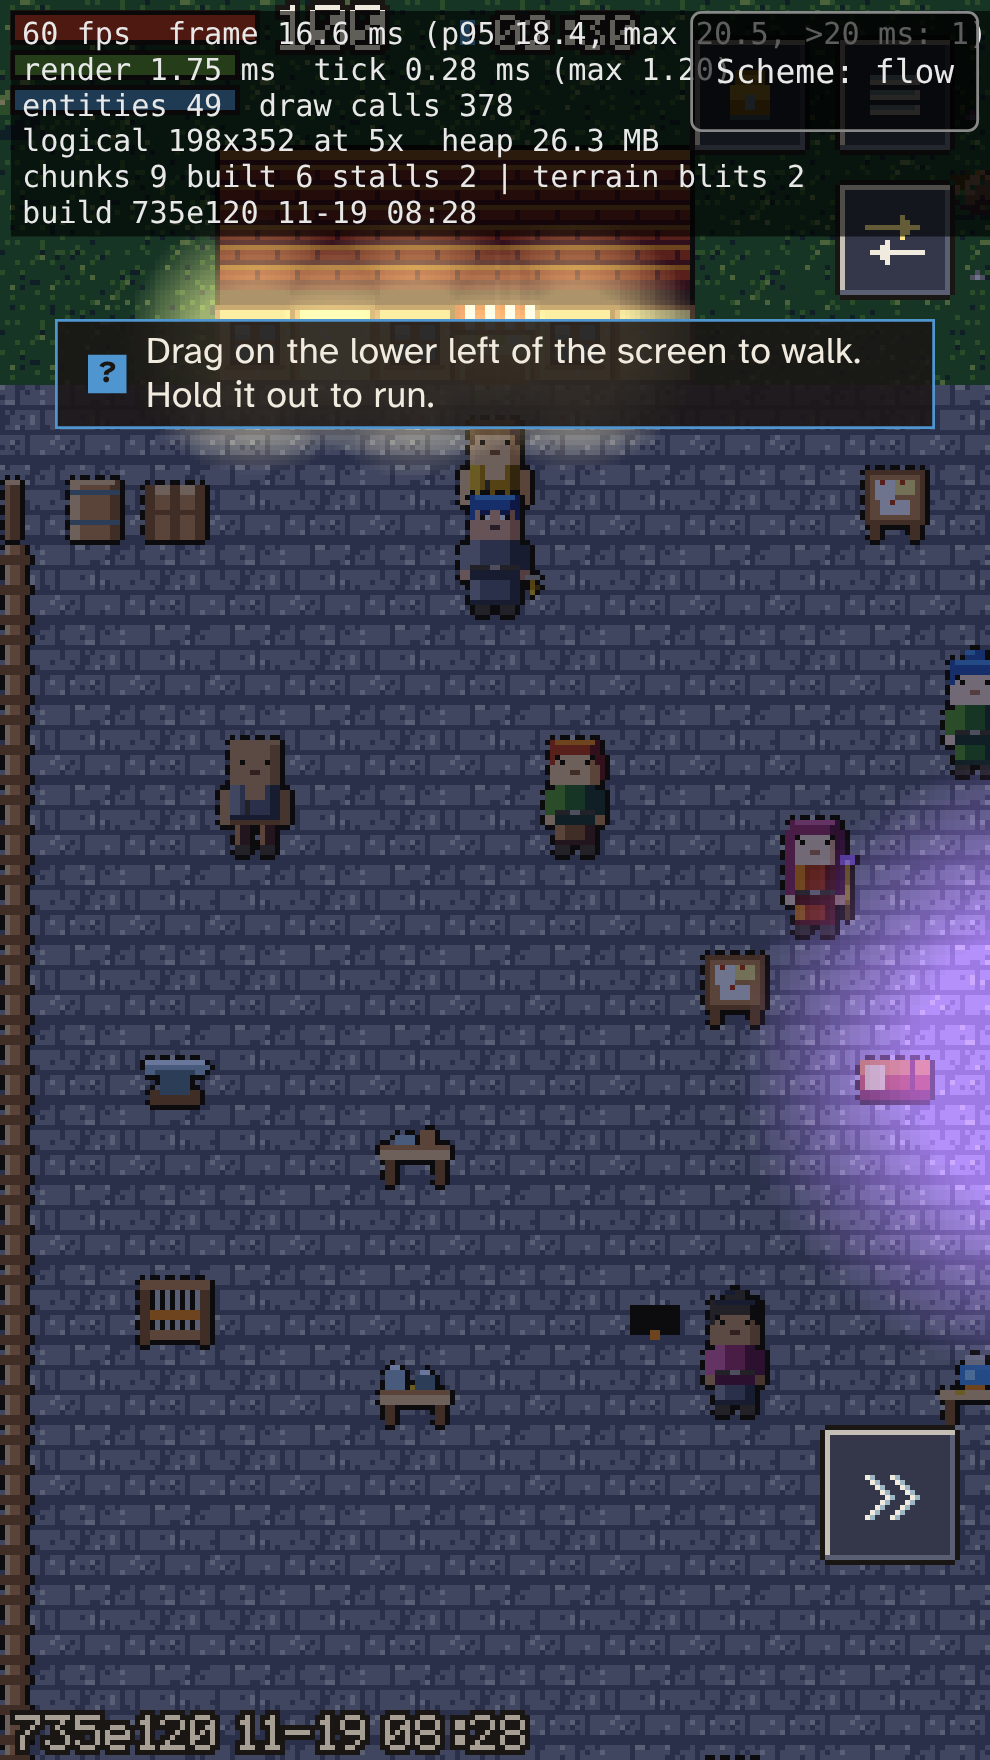 60 fps  frame 16.6 ms (p95 18.4, max 20.5, >20 ms: 1)
render 1.75 ms  tick 0.28 ms (max 1.20)
Scheme: flow
entities 49  draw calls 378
logical 198x352 at 5x  heap 26.3 MB
chunks 9 built 6 stalls 2 | terrain blits 2
build 735e120 11-19 08:28
?
Drag on the lower left of the screen to walk.
Hold it out to run.
735e120 11-19 08:28